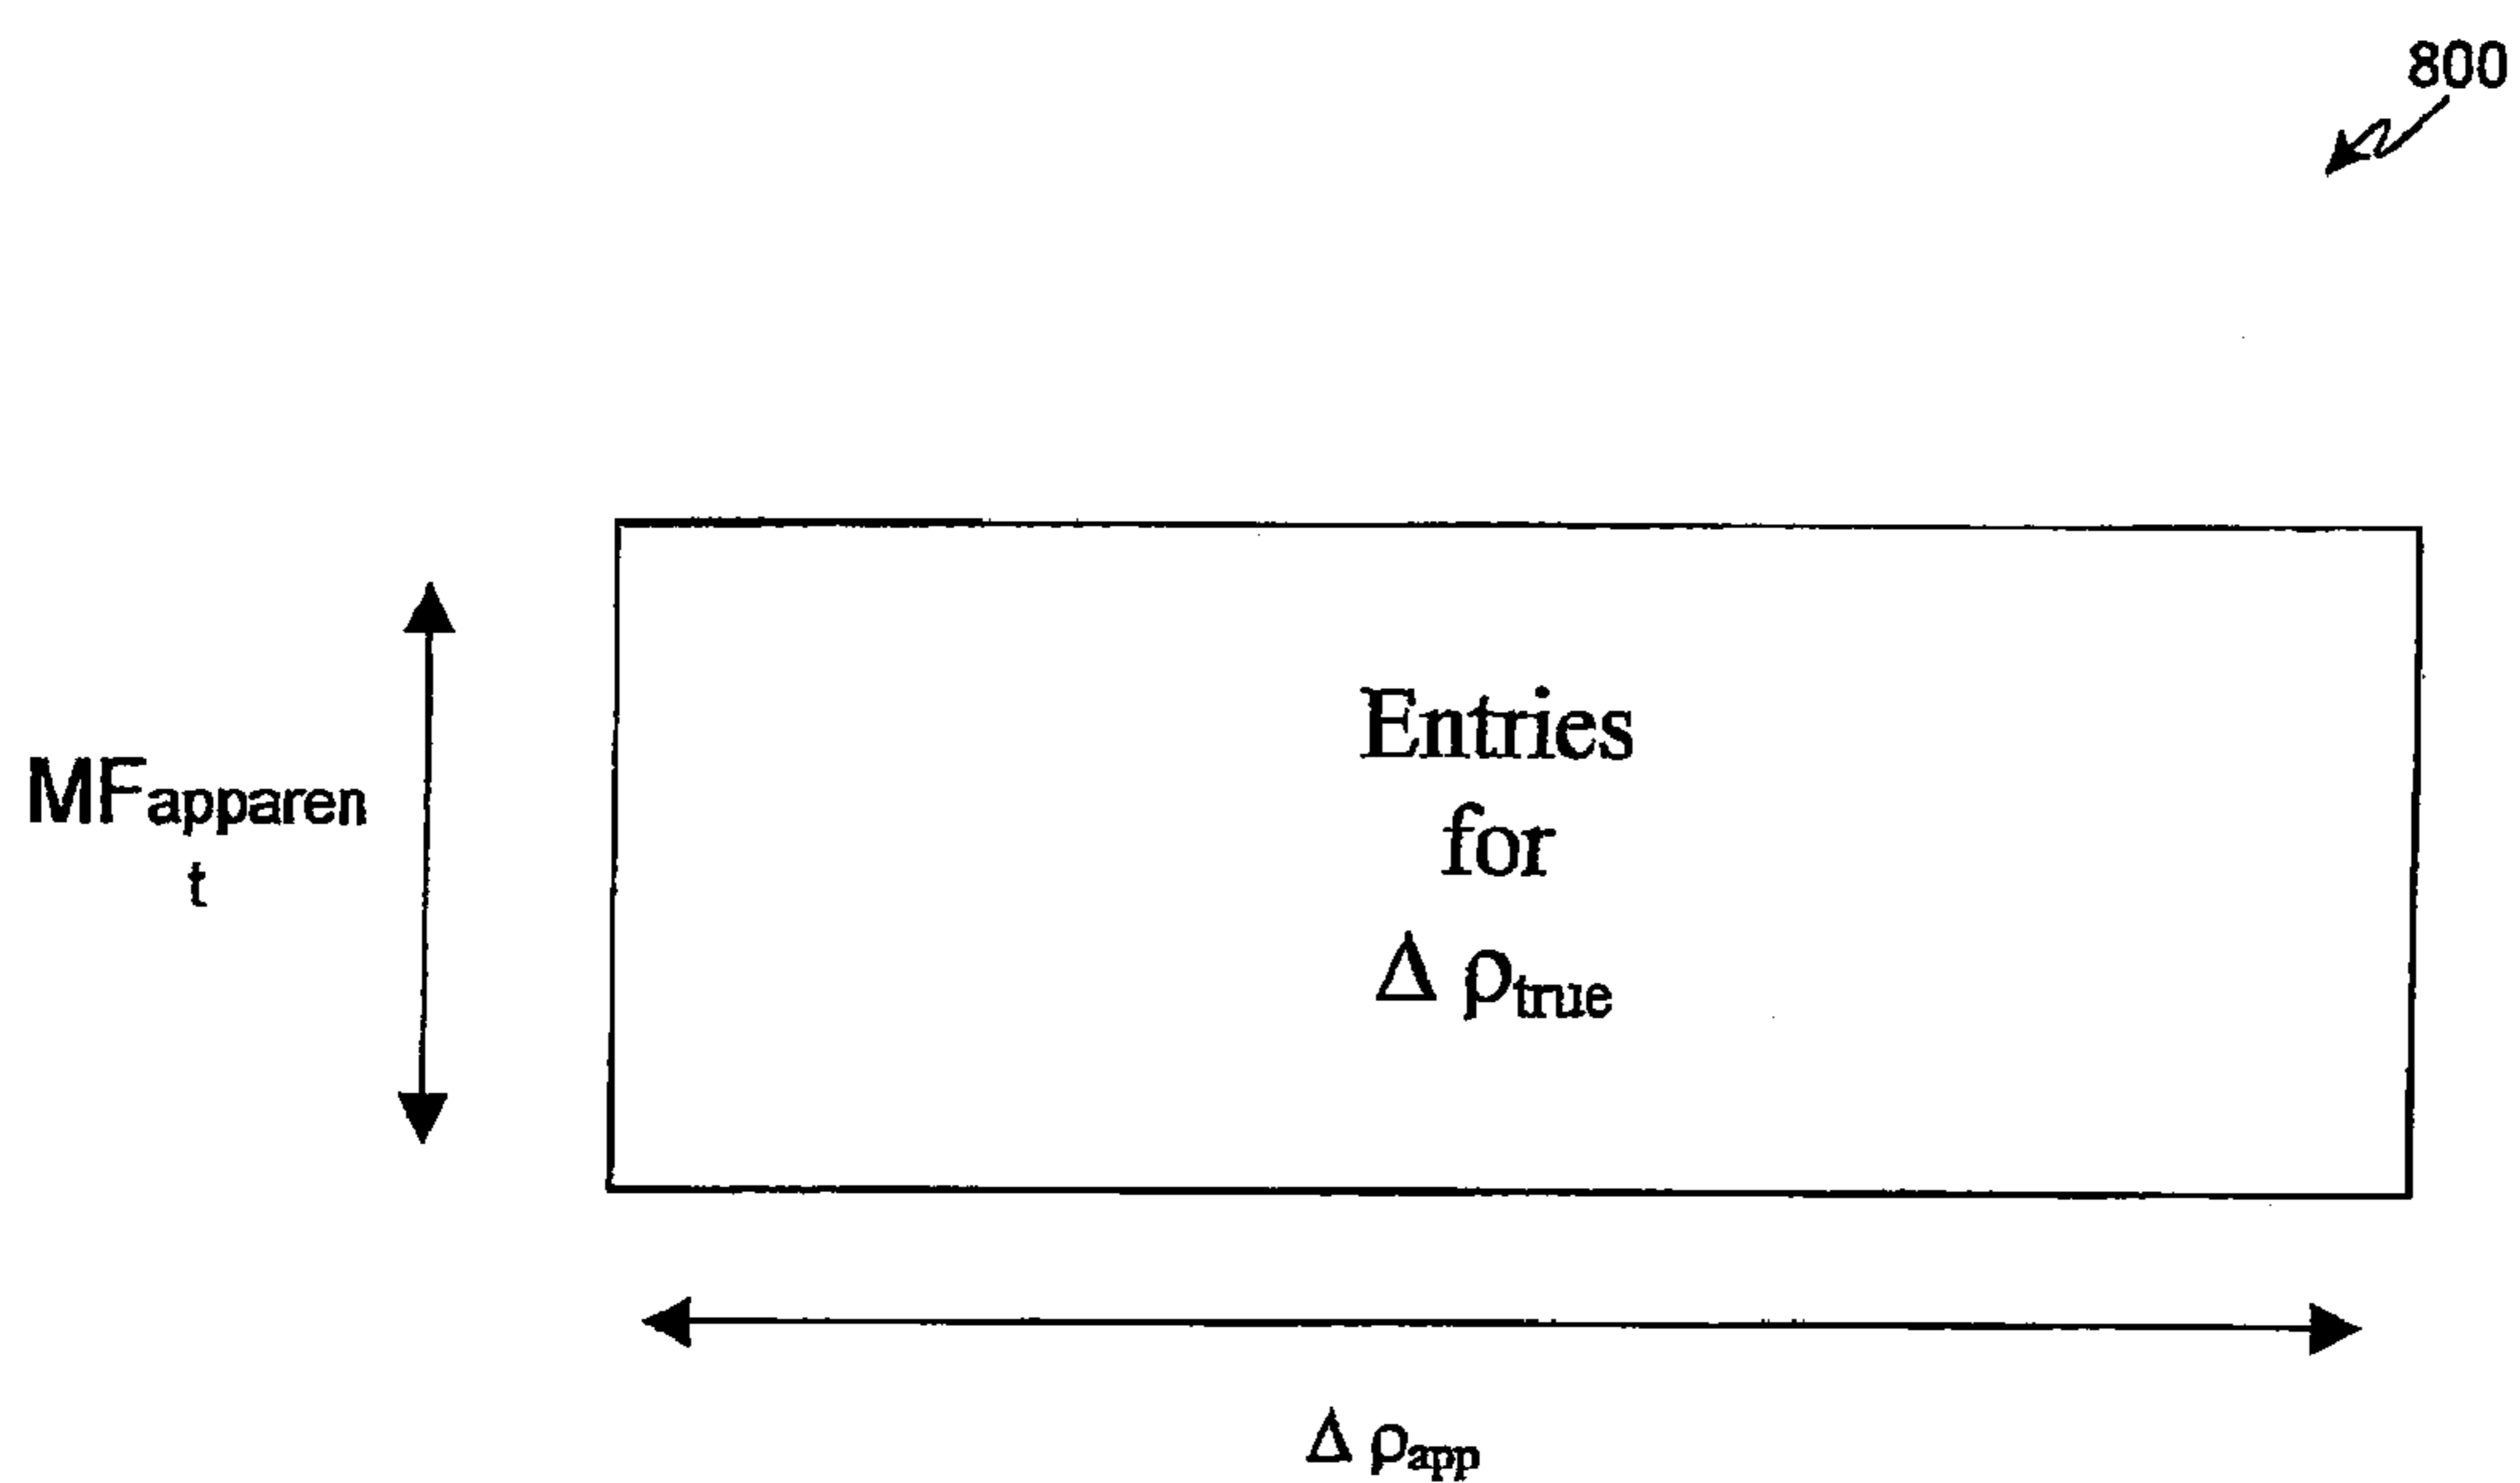 800
Entries
for
Δ ρtrue
MFapparen
t
Δ ρapp